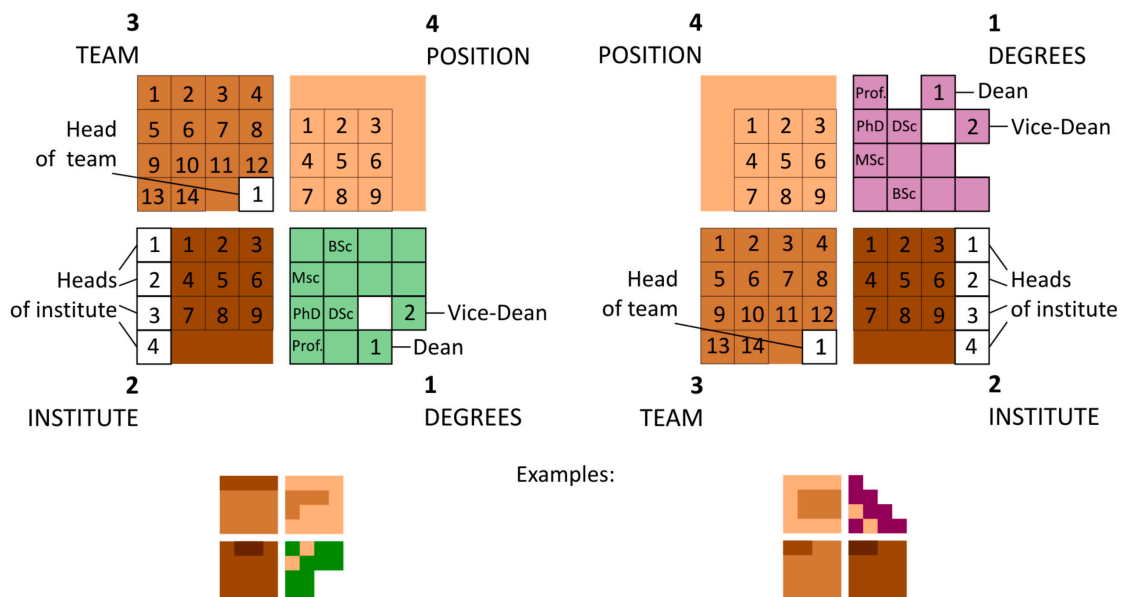 3
TEAM
4
POSITION
1 2 3 4
5 6 7 8
9 10 11 12
13 14 1
Head
of team
1 2 3
4 5 6
7 8 9
1 1 2 3
2 4 5 6
3 7 8 9
4
Heads
of institute
BSc
Msc
PhD DSc 2
Prof. 1
Vice-Dean
Dean
2
INSTITUTE
1
DEGREES
4
POSITION
1
DEGREES
1 2 3
4 5 6
7 8 9
Prof. 1
PhD DSc 2
MSc
BSc
Dean
Vice-Dean
1 2 3 4
5 6 7 8
9 10 11 12
13 14 1
Head
of team
1 2 3 1
4 5 6 2
7 8 9 3
4
Heads
of institute
3
TEAM
2
INSTITUTE
Examples: